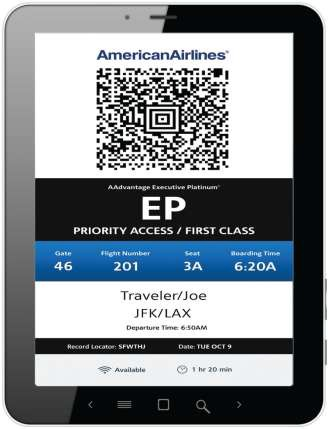 AmericanAirlines®
AAdvantage Executive Platinum®
EP
PRIORITY ACCESS / FIRST CLASS
Gate Flight Number Seat Boarding Time
46 201 3A 6:20A
Traveler/Joe
JFK/LAX
Departure Time: 6:50AM
Record Locator: SFWTHJ Date: TUE OCT 9
Available 1 hr 20 min